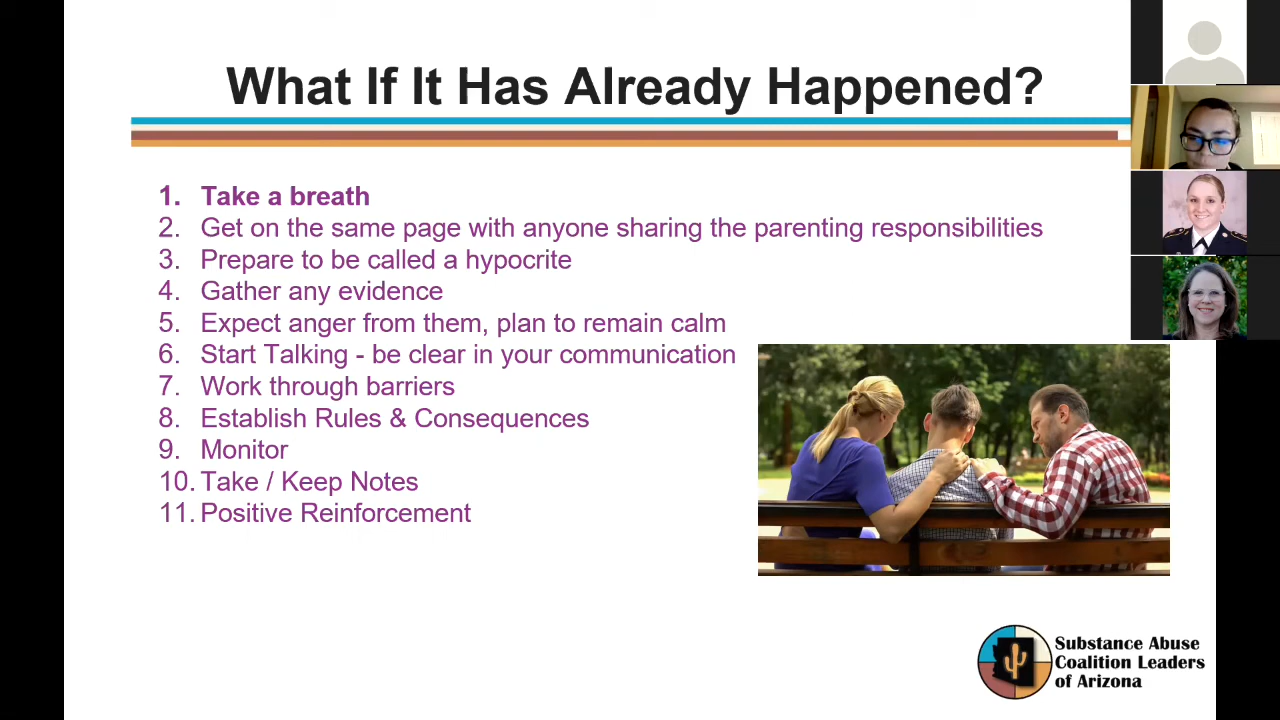 What If It Has Already Happened?
1. Take a breath
2. Get on the same page with anyone sharing the parenting responsibilities
3. Prepare to be called a hypocrite
4. Gather any evidence
5. Expect anger from them, plan to remain calm
6. Start Talking - be clear in your communication
7. Work through barriers
8. Establish Rules & Consequences
9. Monitor
10. Take / Keep Notes
11. Positive Reinforcement
Substance Abuse
Coalition Leaders
of Arizona